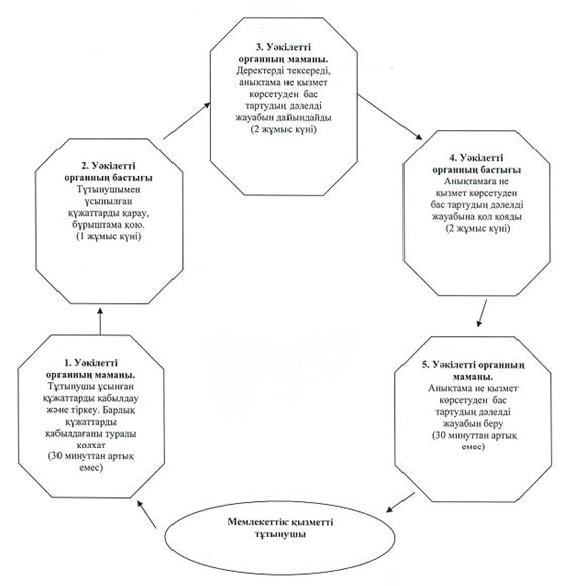 3. Уәкілетті
органның маманы.
Деректерді тексереді,
анықтама не қызмет
көрсетуден бас
тартудың дәлелді
жауабын дайындайды
(2 жұмыс күні)
2. Уәкілетті
органның бастығы
Тұтынушымен
ұсынылған
құжаттарды қарау,
бұрыштама қою.
(1 жұмыс күні)
4. Уәкілетті
органның бастығы
Анықтамаға не
қызмет көрсетуден
бас тартудың дәлелді
жауабына қол қояды
(2 жұмыс күні)
1. Уәкілетті
органның маманы.
Тұтынушы ұсынған
құжаттарды қабылдау
және тіркеу. Барлық
құжаттарды
қабылдағаны туралы
қолхат
(30 минуттан артық
емес)
5. Уәкілетті органның
маманы.
Анықтама не қызмет
көрсетуден бас
тартудың дәлелді
жауабын беру
(30 минуттан артық
емес)
Мемлекеттік қызметті
тұтынушы